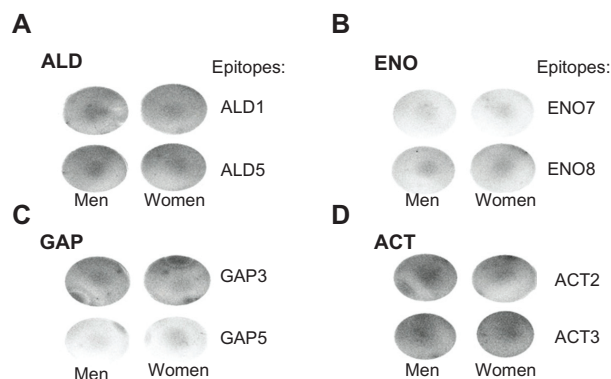 A
ALD
Epitopes:
ALD1
ALD5
Men Women
B
ENO
Epitopes:
ENO7
ENO8
Men Women
C
GAP
GAP3
GAP5
Men Women
D
ACT
ACT2
ACT3
Men Women